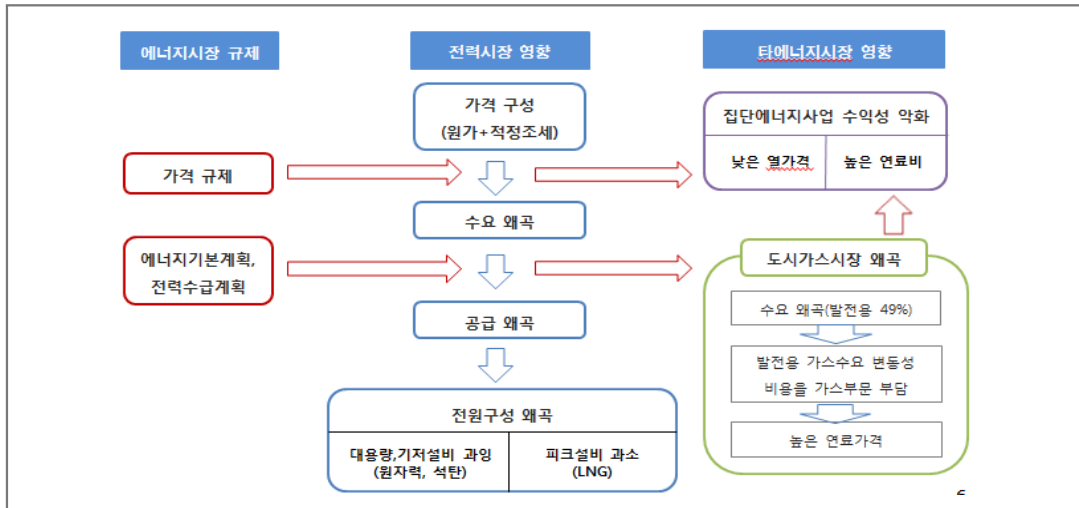 에너지시장 규제
전력시장 영향
타에너지시장 영향
가격 구성
(원가+적정조세)
가격 규제
수요 왜곡
에너지기본계획,
전력수급계획
공급 왜곡
전원구성 왜곡
대용량,기저설비 과잉
(원자력, 석탄)
피크설비 과소
(LNG)
집단에너지사업 수익성 악화
낮은 열가격
높은 연료비
도시가스시장 왜곡
수요 왜곡(발전용 49%)
발전용 가스수요 변동성
비용을 가스부문 부담
높은 연료가격